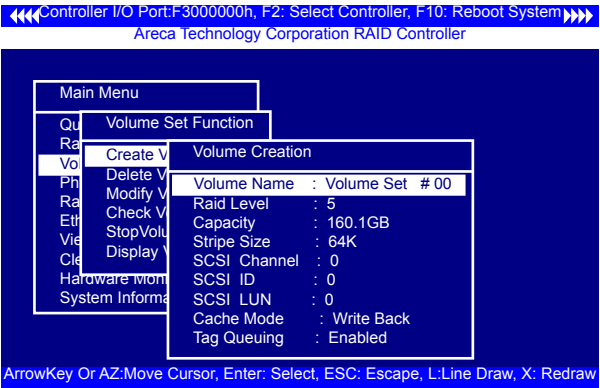 Controller I/O Port:F3000000h, F2: Select Controller, F10: Reboot System
Areca Technology Corporation RAID Controller
Main Menu
Volume Set Function
Create V
Delete V
Modify V
Check V
StopVolu
Display
Qu
Ra
Vol
Ph
Ra
Eth
Vie
Cle
Hardware Moni
System Informa
Volume Creation
Volume Name : Volume Set # 00
Raid Level : 5
Capacity : 160.1GB
Stripe Size : 64K
SCSI Channel : 0
SCSI ID : 0
SCSI LUN : 0
Cache Mode : Write Back
Tag Queuing : Enabled
ArrowKey Or AZ:Move Cursor, Enter: Select, ESC: Escape, L:Line Draw, X: Redraw